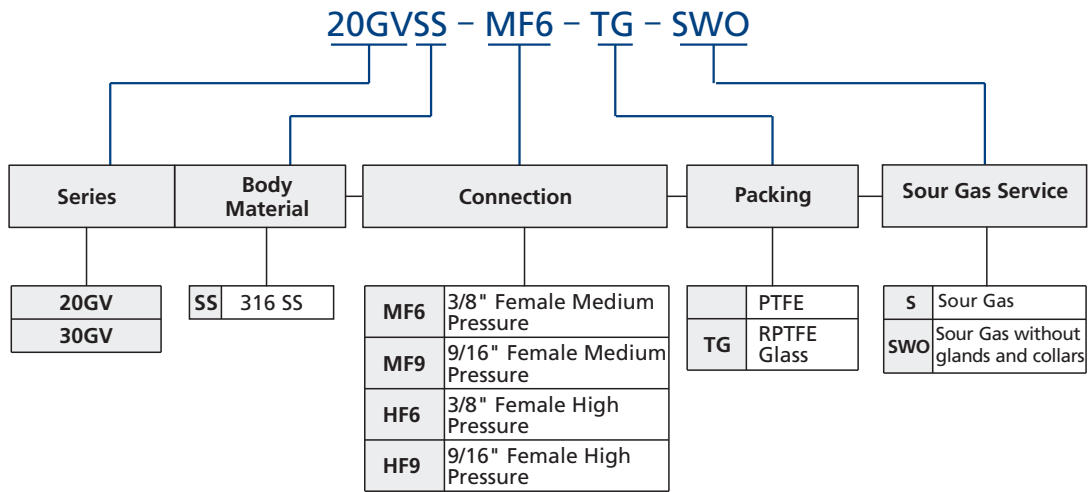 20GVSS – MF6 – TG – SWO
Series
Body
Material
Connection
Packing
Sour Gas Service
20GV
30GV
SS 316 SS
MF6 3/8" Female Medium
Pressure
MF9 9/16" Female Medium
Pressure
HF6 3/8" Female High
Pressure
HF9 9/16" Female High
Pressure
PTFE
TG RPTFE
Glass
S Sour Gas
SWO Sour Gas without
glands and collars